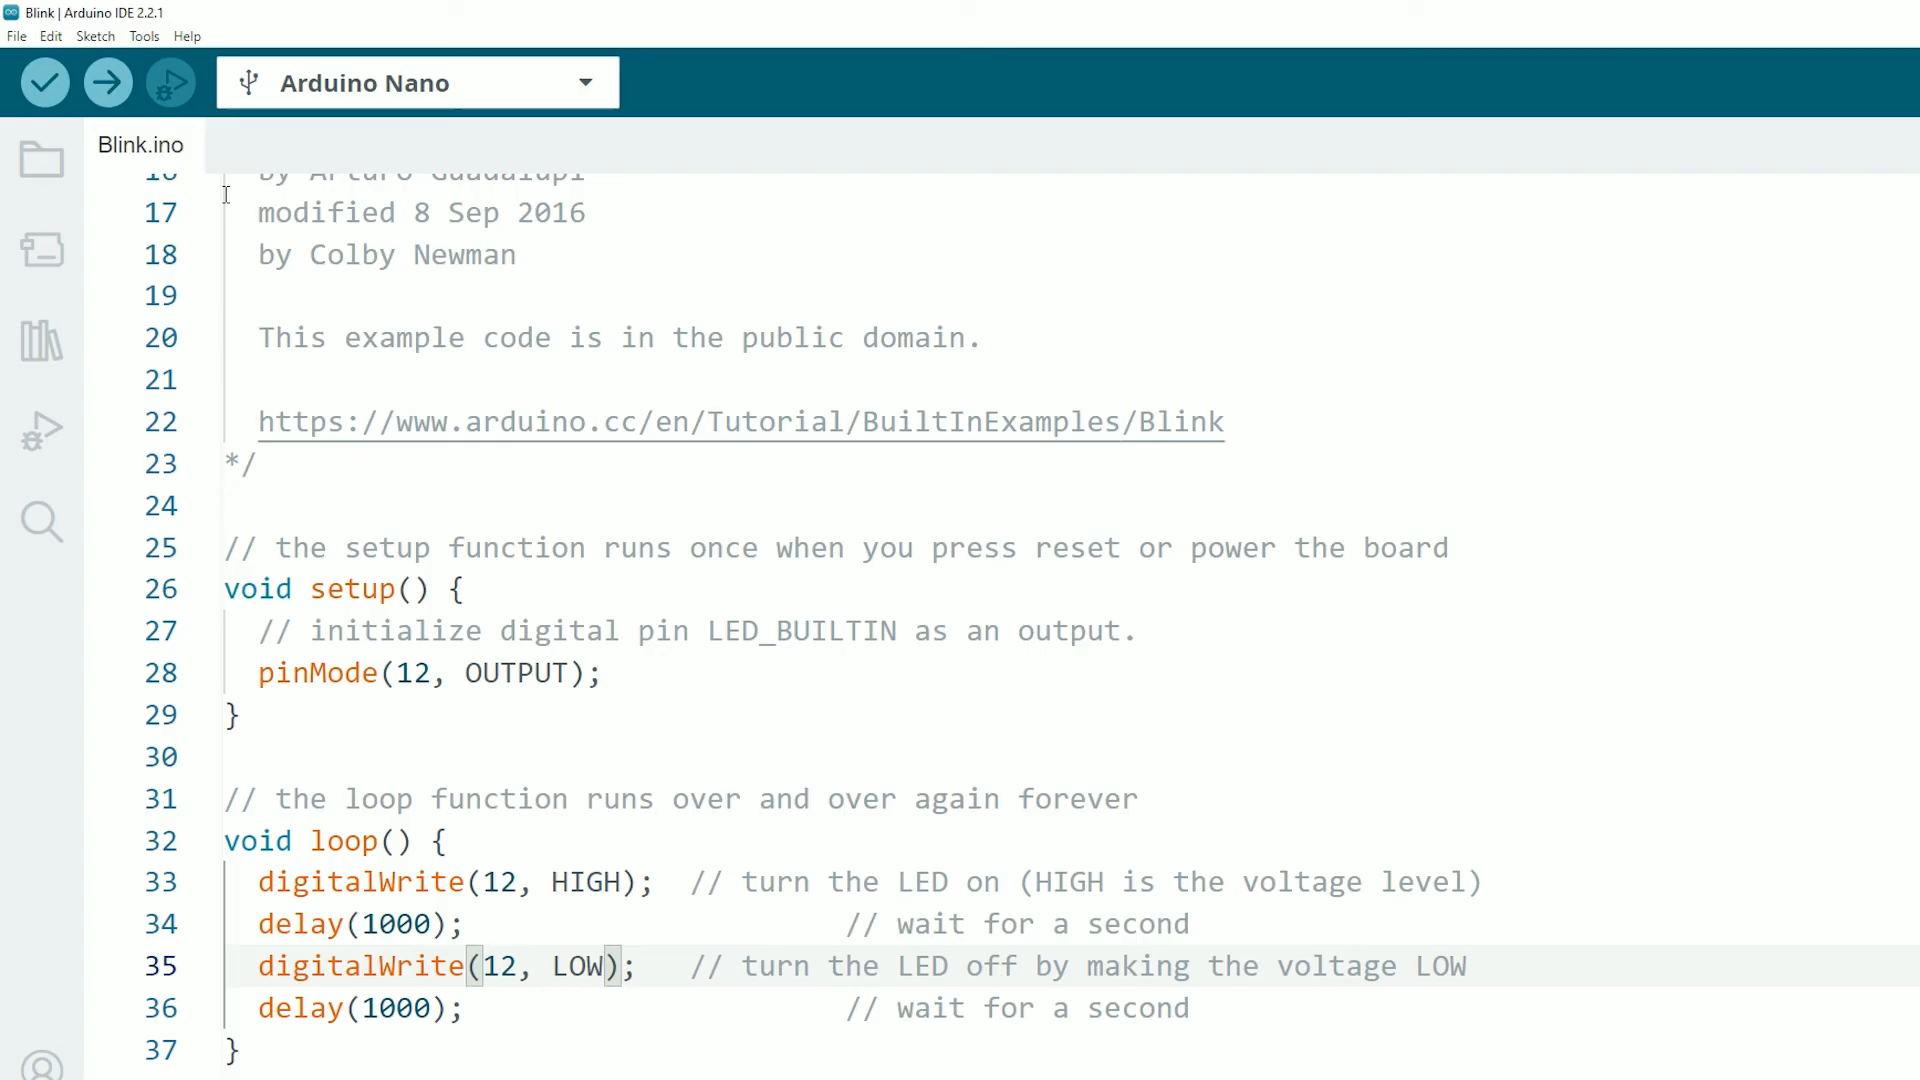 Blink | Arduino IDE 2.2.1
File Edit Sketch Tools Help
Arduino Nano
Blink.ino
16 by Arturo Guadalupi
17 modified 8 Sep 2016
18 by Colby Newman
19
20 This example code is in the public domain.
21
22 https://www.arduino.cc/en/Tutorial/BuiltInExamples/Blink
23 */
24
25 // the setup function runs once when you press reset or power the board
26 void setup() {
27 // initialize digital pin LED_BUILTIN as an output.
28 pinMode(12, OUTPUT);
29 }
30
31 // the loop function runs over and over again forever
32 void loop() {
33 digitalWrite(12, HIGH); // turn the LED on (HIGH is the voltage level)
34 delay(1000); // wait for a second
35 digitalWrite(12, LOW); // turn the LED off by making the voltage LOW
36 delay(1000); // wait for a second
37 }